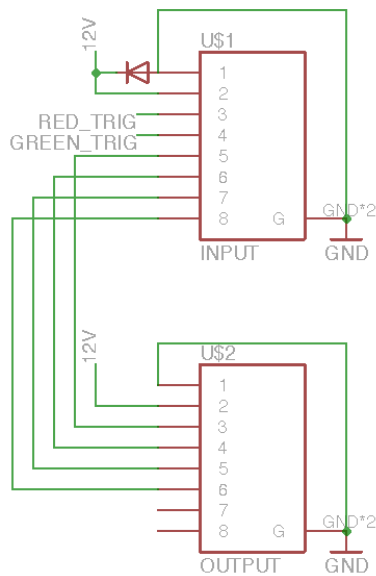 12V
U$1
1
2
RED_TRIG 3
GREEN_TRIG 4
5
6
7
8 G GND*2
INPUT GND
12V
U$2
1
2
3
4
5
6
7
8 G GND*2
OUTPUT GND